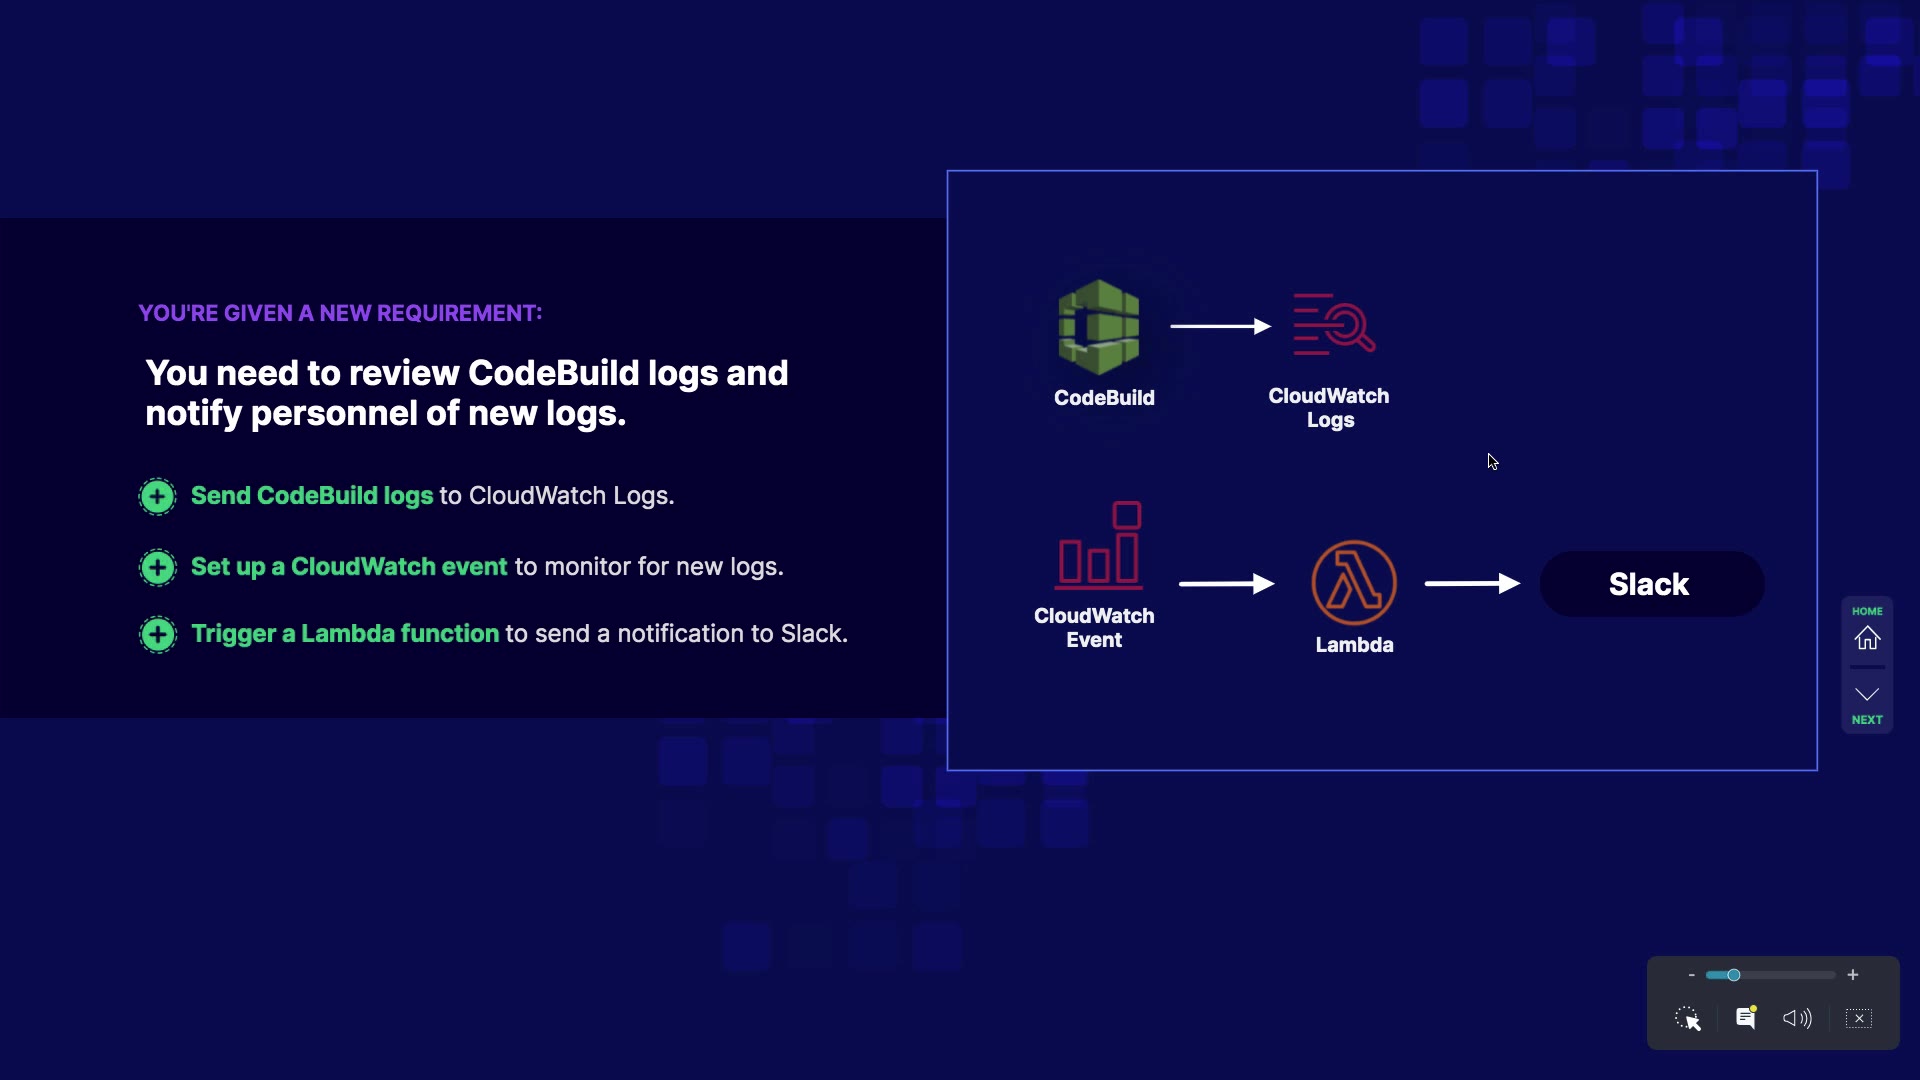 YOU'RE GIVEN A NEW REQUIREMENT:
You need to review CodeBuild logs and
notify personnel of new logs.
Send CodeBuild logs to CloudWatch Logs.
Set up a CloudWatch event to monitor for new logs.
Trigger a Lambda function to send a notification to Slack.
CodeBuild
CloudWatch
Logs
CloudWatch
Event
Lambda
Slack
HOME
NEXT